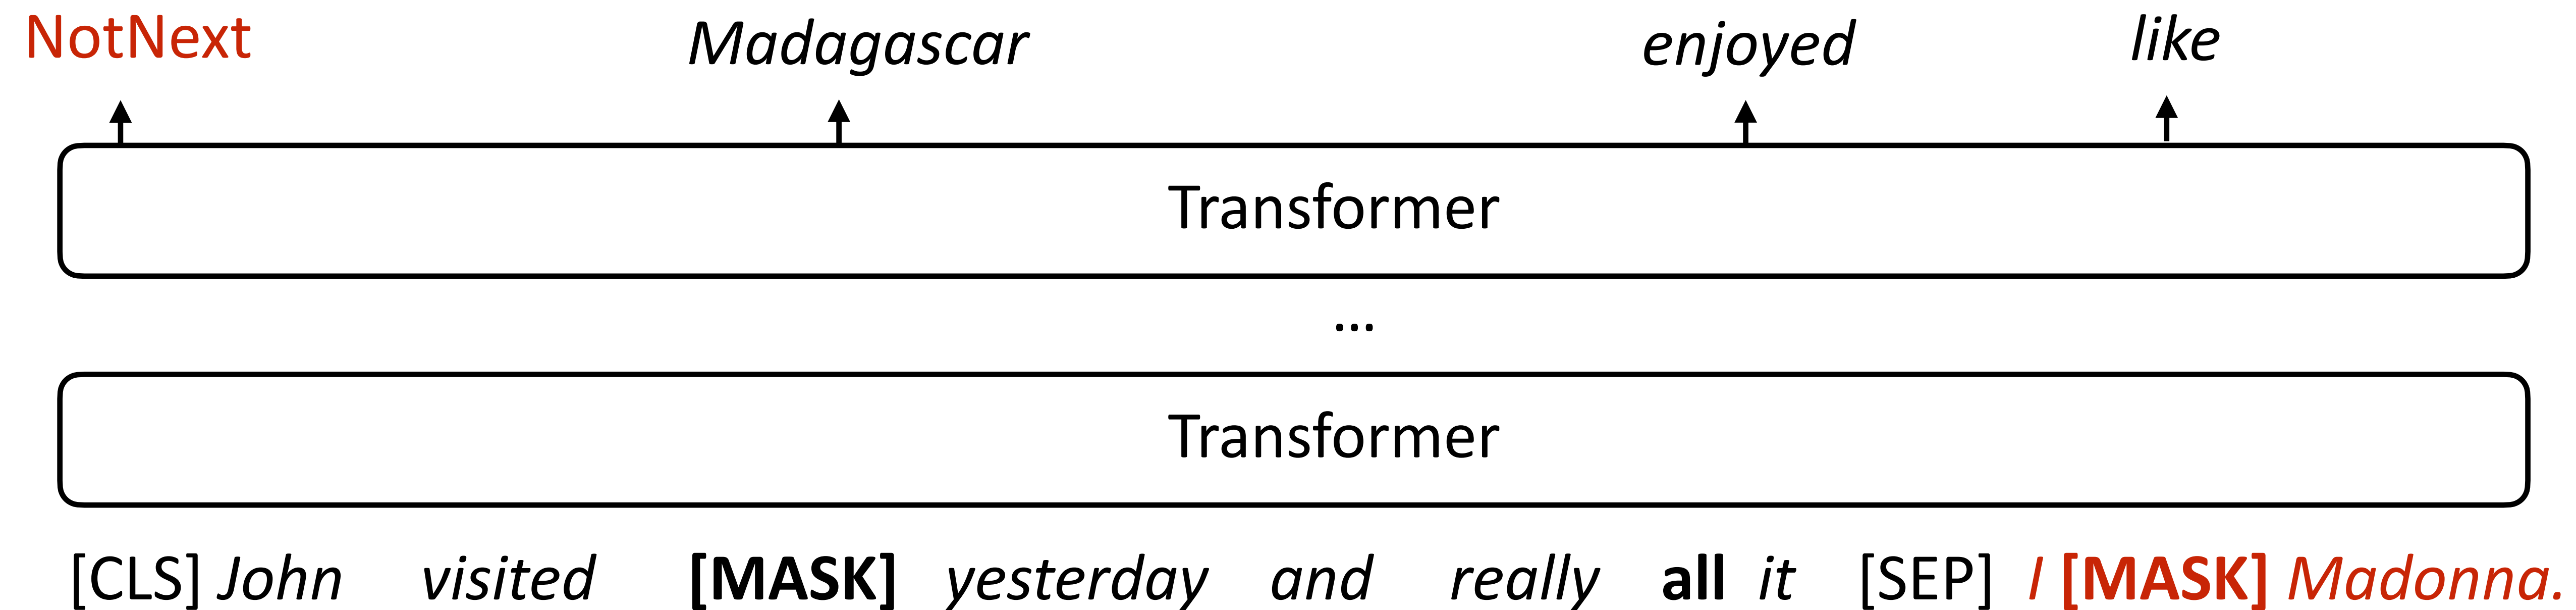 NotNext Madagascar enjoyed like
Transformer
...
Transformer
[CLS] John visited [MASK] yesterday and really all it [SEP] I [MASK] Madonna.